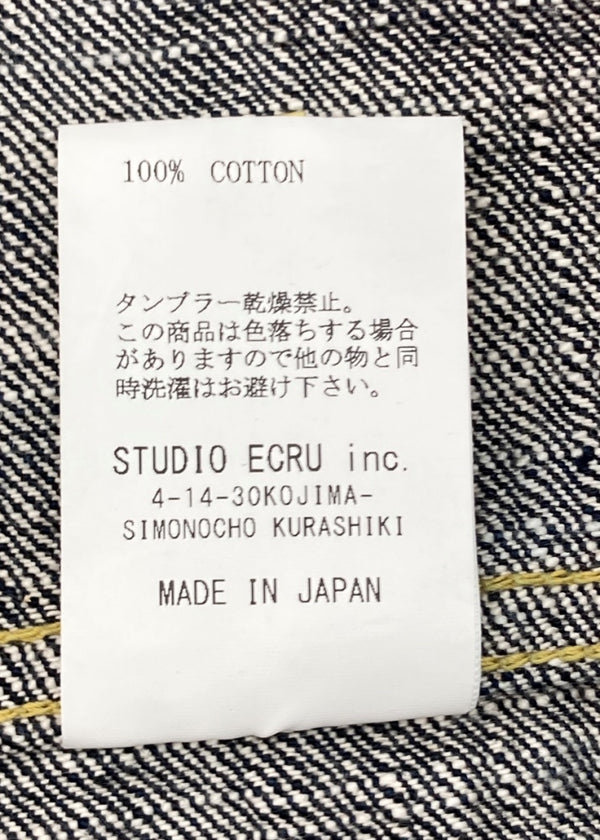 100% COTTON
タンブラー乾燥禁止。
この商品は色落ちする場合
がありますので他の物と同
時洗濯はお避け下さい。
STUDIO ECRU inc.
4-14-30KOJIMA-
SIMONOCHO KURASHIKI
MADE IN JAPAN